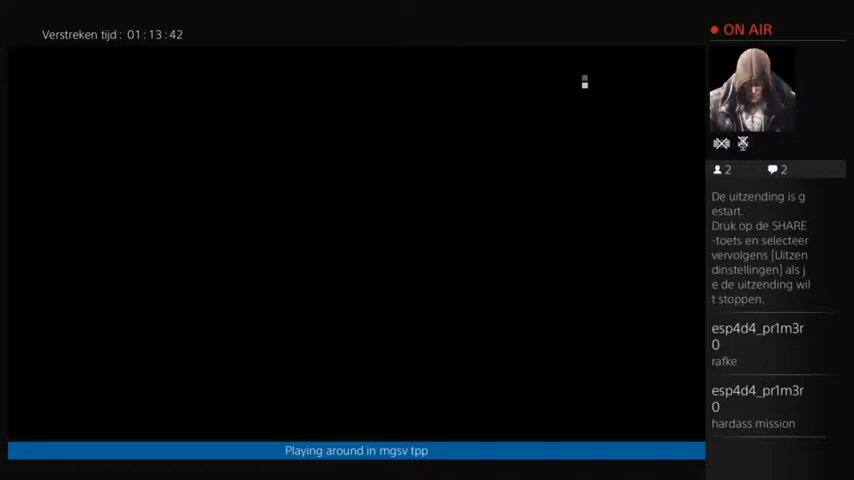 Verstreken tijd: 01:13:42
ON AIR
2 2
De uitzending is g
estart.
Druk op de SHARE
-toets en selecteer
vervolgens [Uitzen
dinstellingen] als j
e de uitzending wil
t stoppen.
esp4d4_pr1m3r
0
rafke
esp4d4_pr1m3r
0
hardass mission
Playing around in mgsv tpp